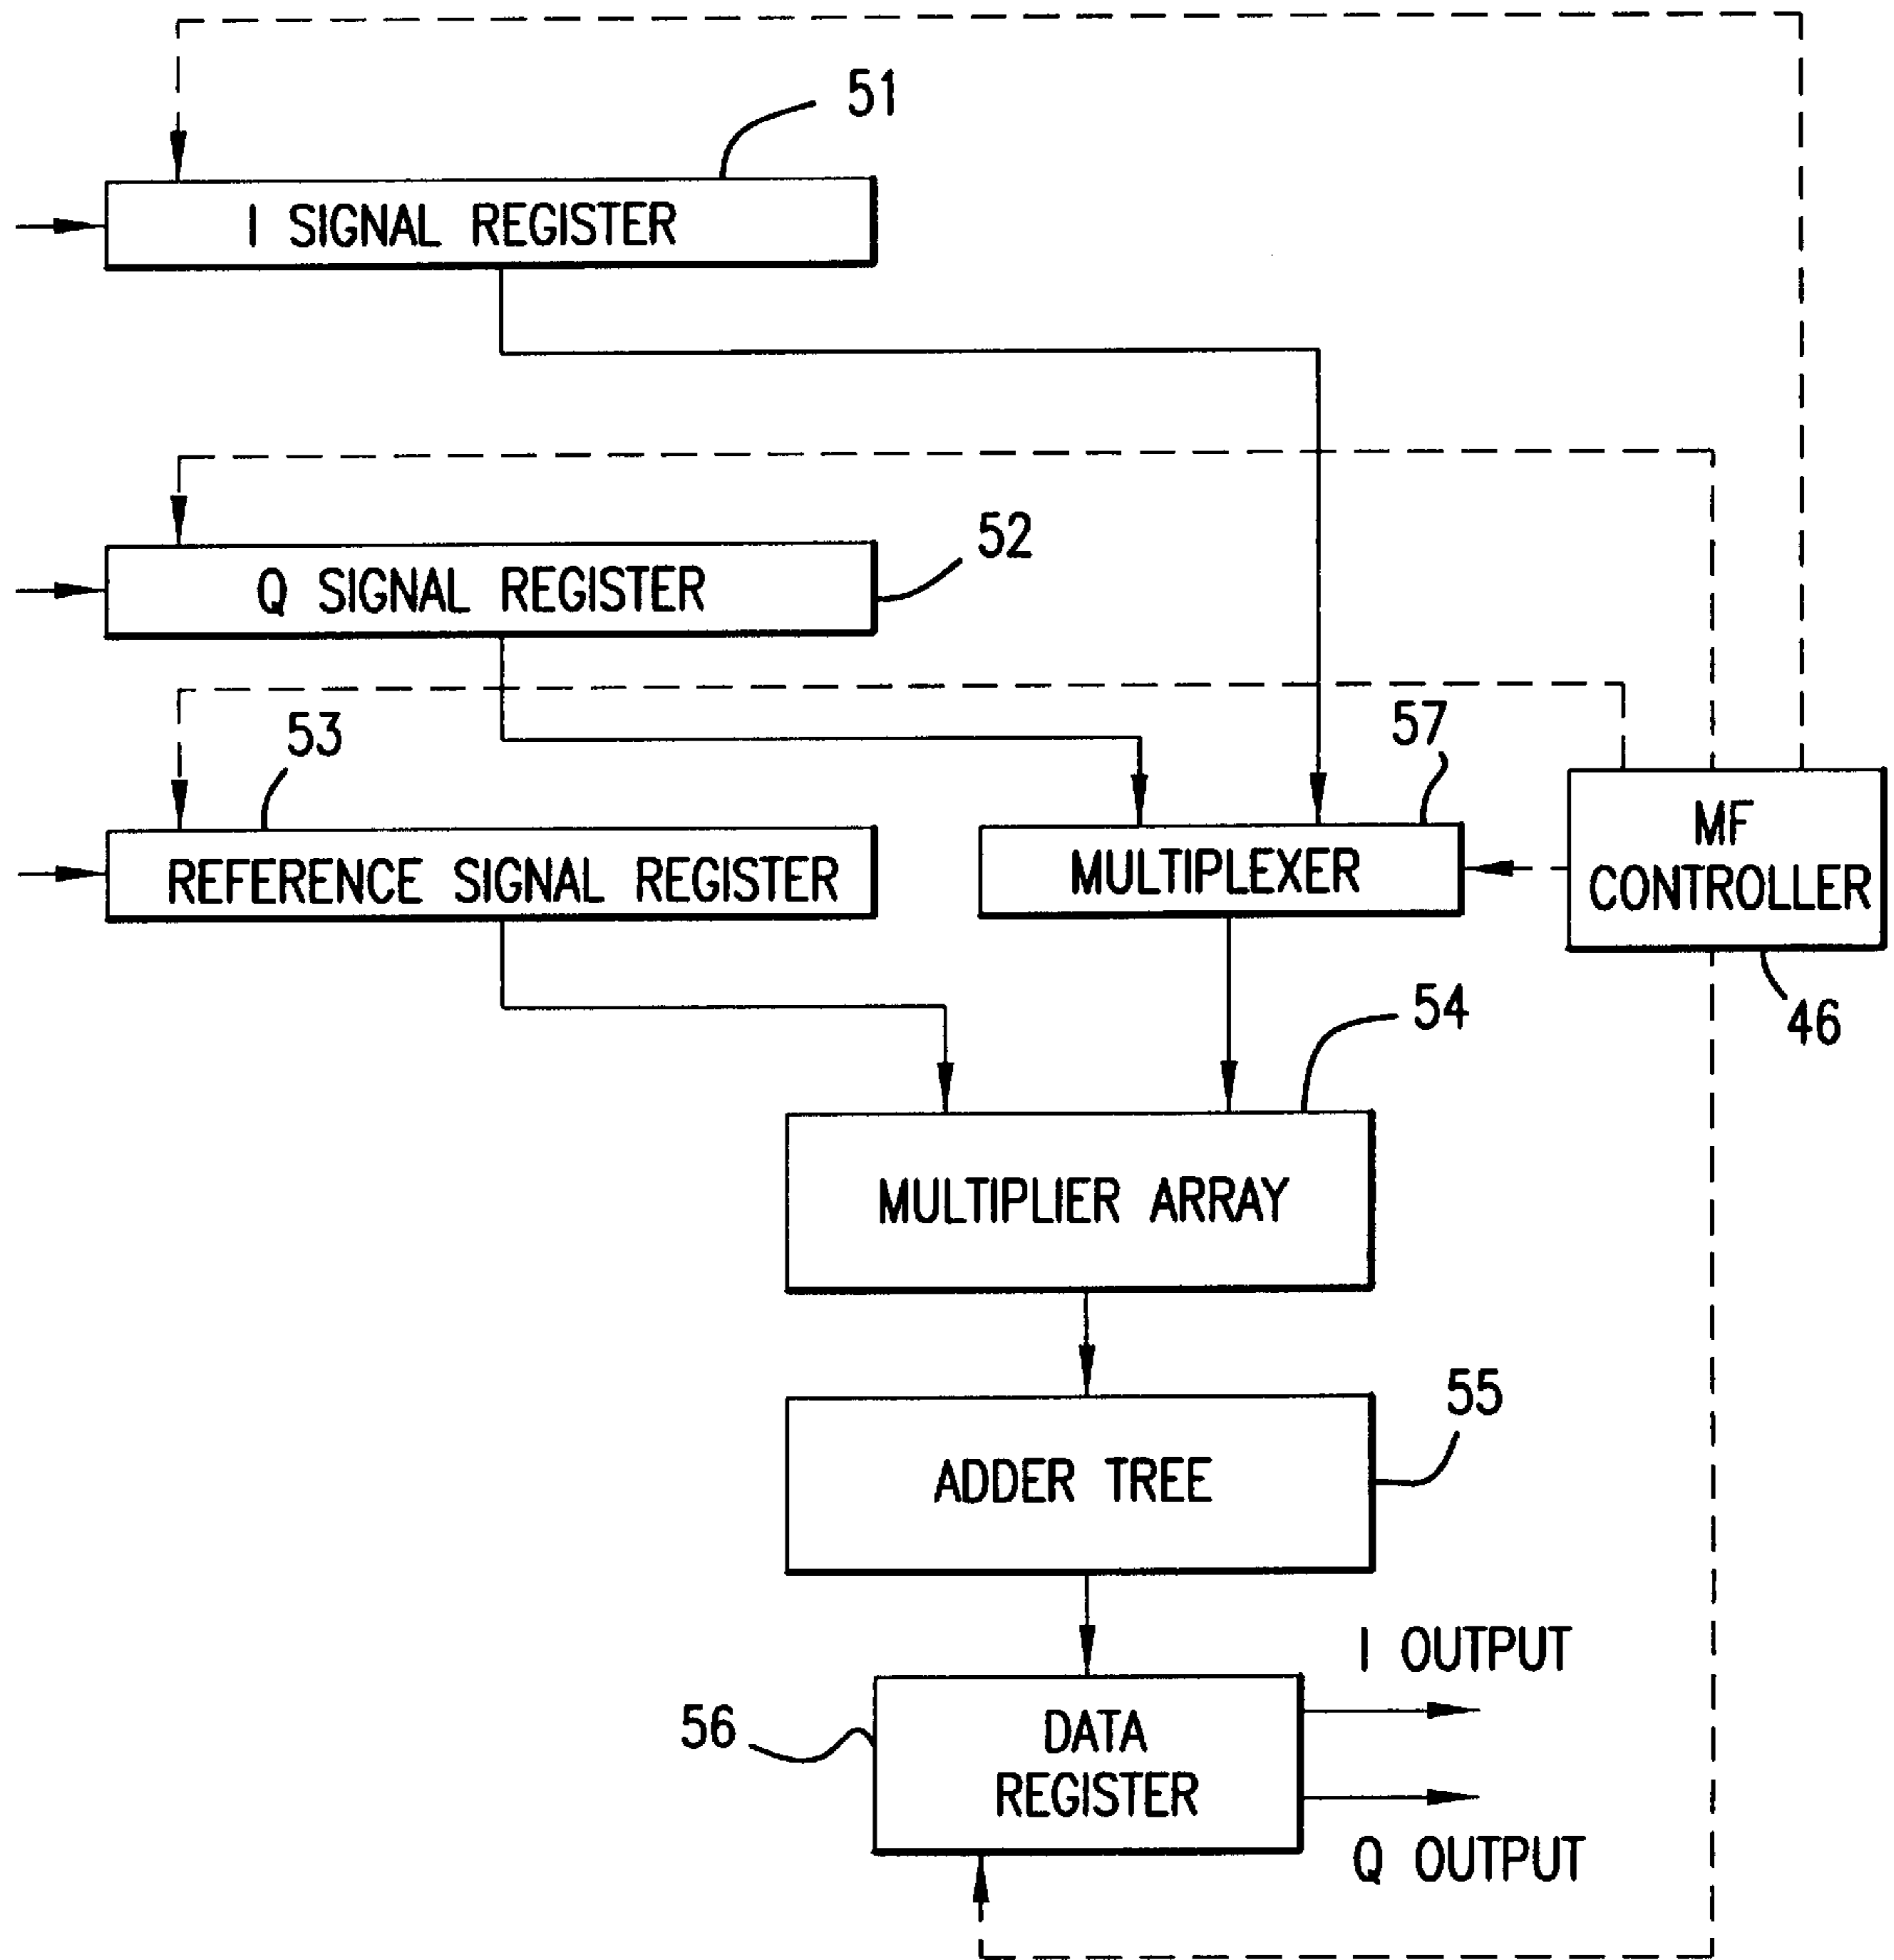 51
I SIGNAL REGISTER
52
Q SIGNAL REGISTER
53
57
REFERENCE SIGNAL REGISTER
MULTIPLEXER
MF
CONTROLLER
46
54
MULTIPLIER ARRAY
55
ADDER TREE
I OUTPUT
56
DATA
REGISTER
Q OUTPUT